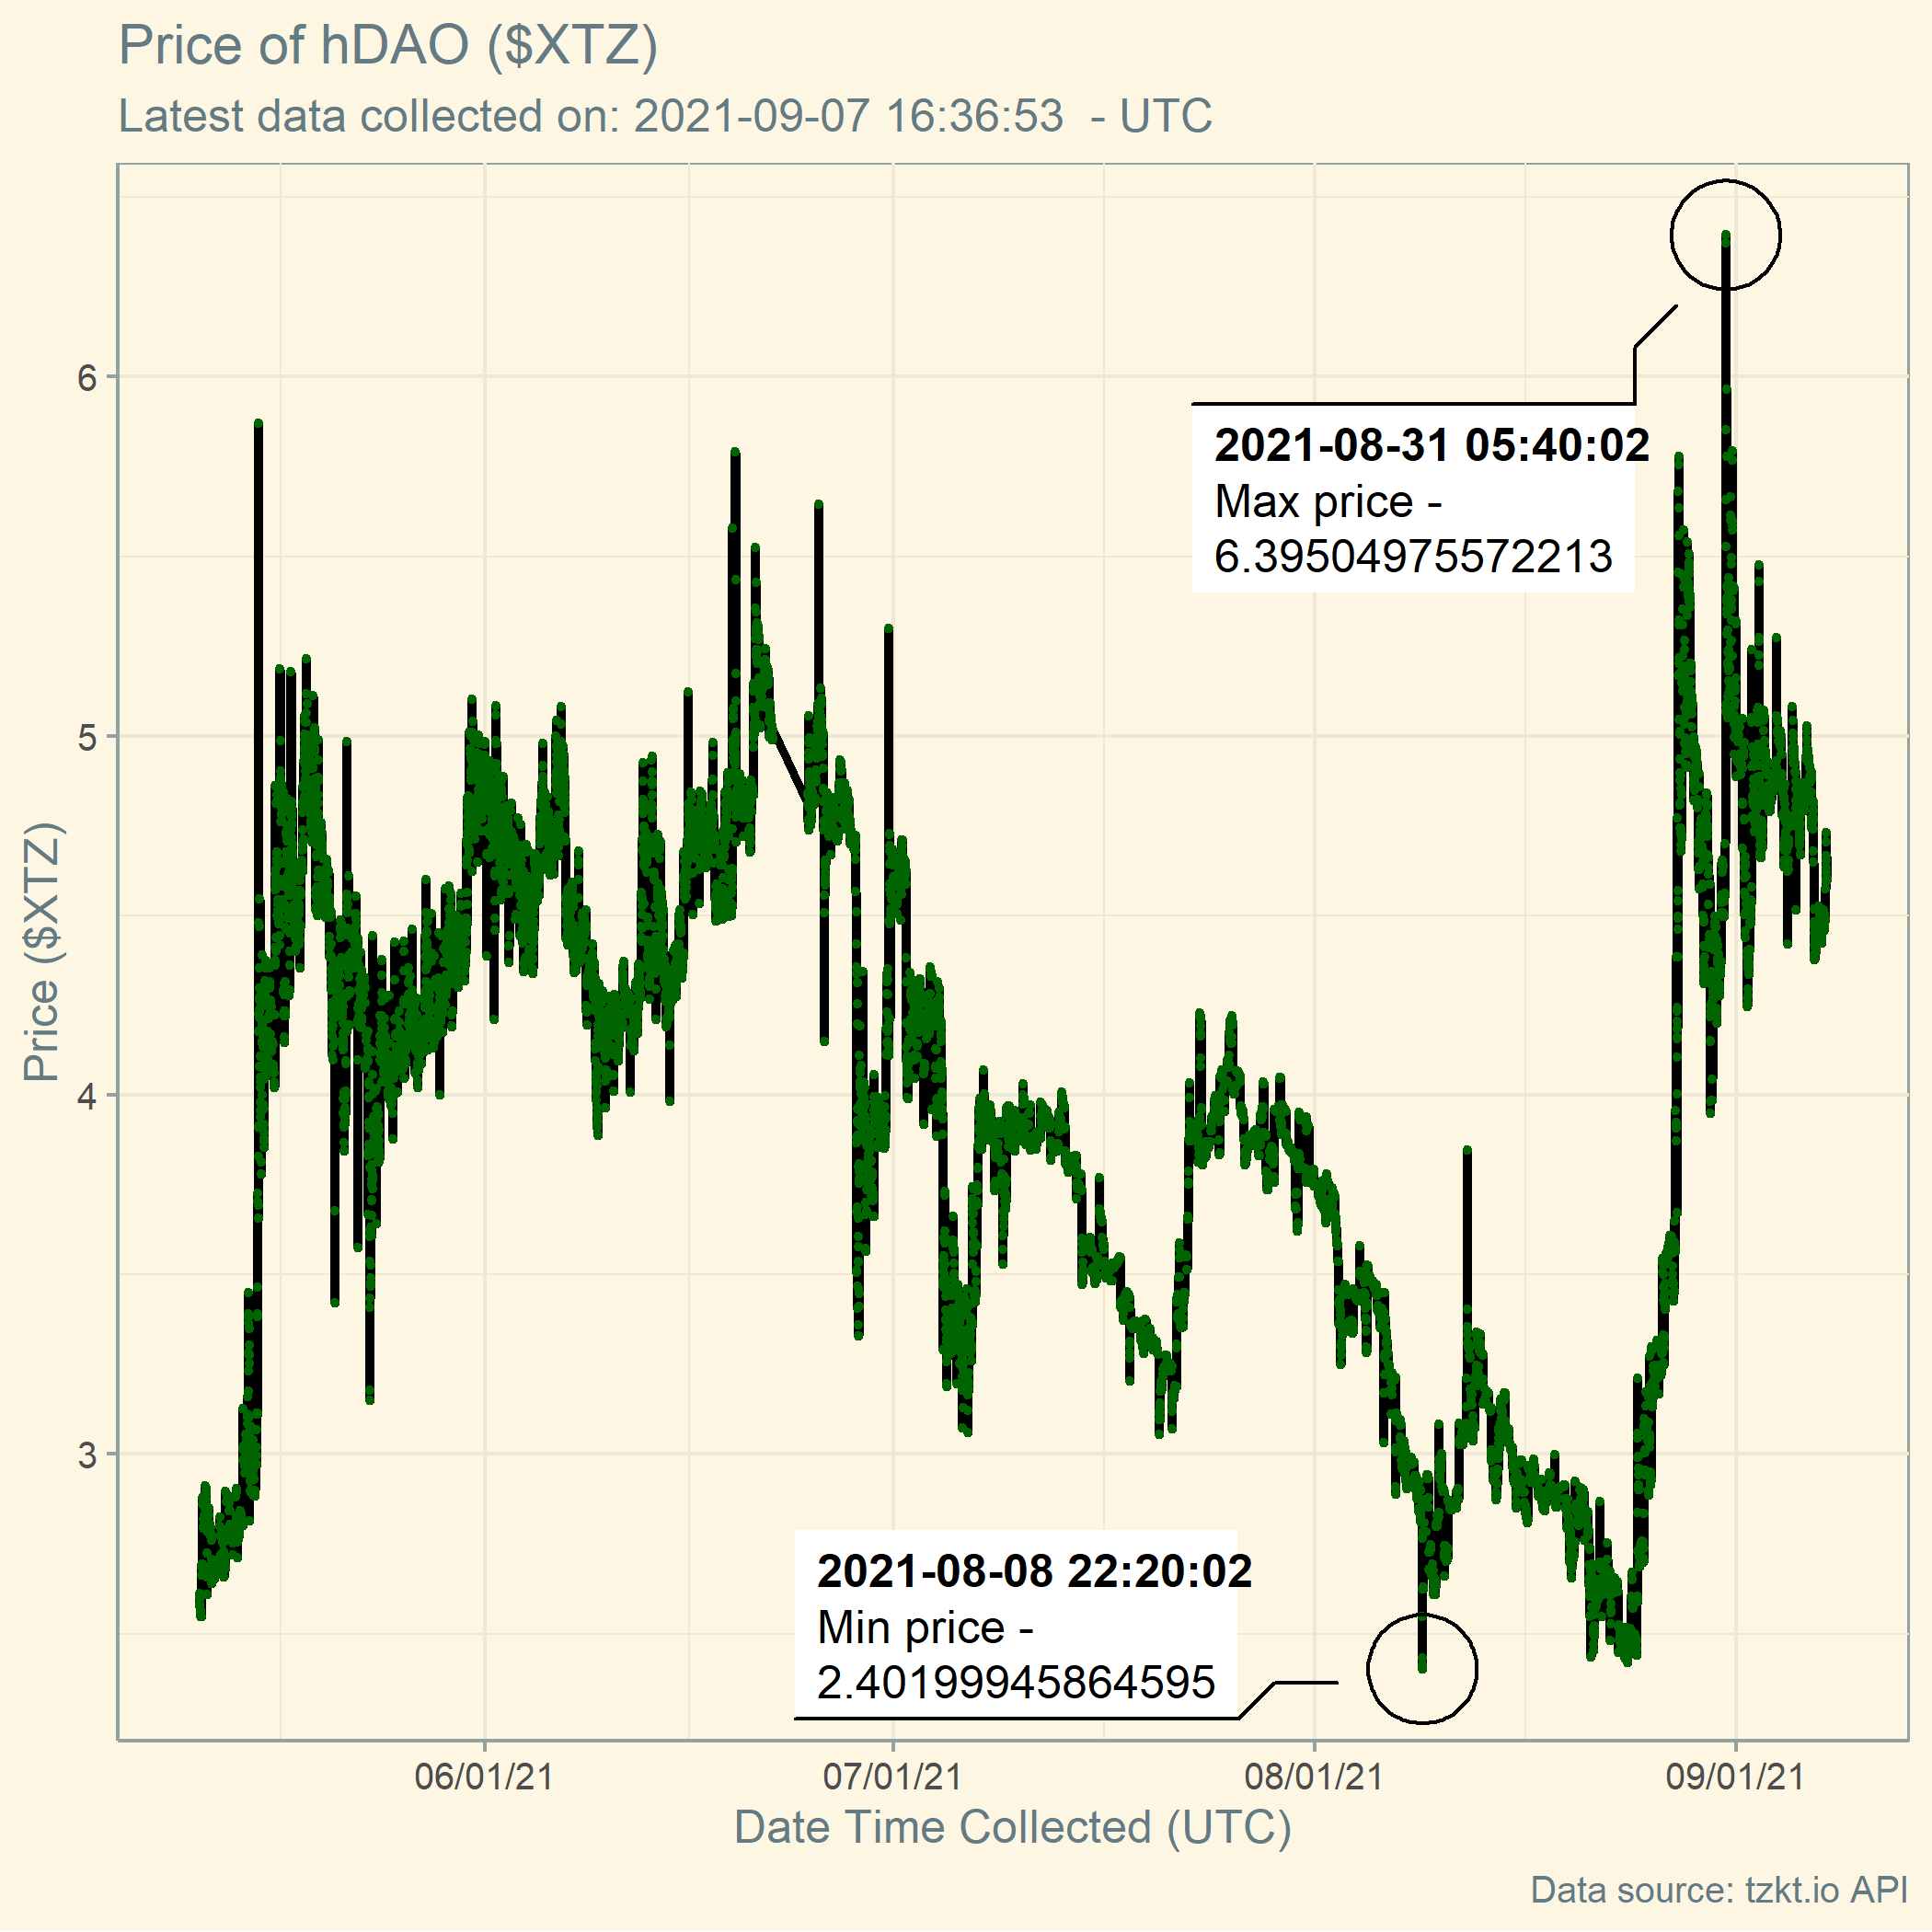 Price of hDAO ($XTZ)
Latest data collected on: 2021-09-07 16:36:53  - UTC
2021-08-31 05:40:02
Max price -
6.39504975572213
6
5
4
3
Price ($XTZ)
2021-08-08 22:20:02
Min price -
2.40199945864595
06/01/21
07/01/21
08/01/21
09/01/21
Date Time Collected (UTC)
Data source: tzkt.io API